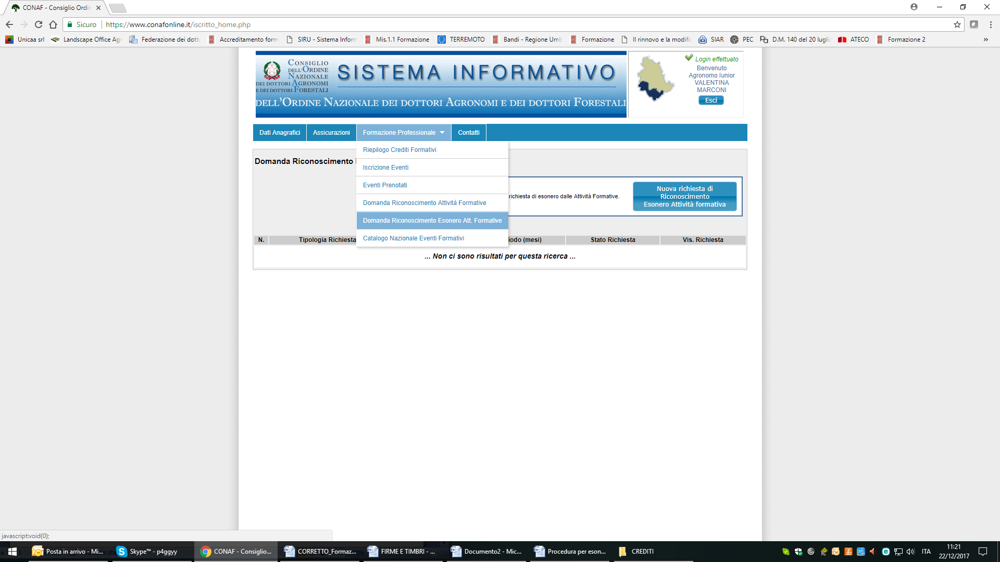 CONAF - Consiglio Ordin
Sicuro
https://www.conafonline.it/iscritto_home.php
Unicaa srl
Landscape Office Agr
Federazione dei dott
Accreditamento form
SIRU - Sistema Inform
Mis.1.1 Formazione
TERREMOTO
Bandi - Regione Umb
Formazione
Il rinnovo e la modific
SIAR
PEC
D.M. 140 del 20 luglio
ATECO
Formazione 2
»
CONSIGLIO
DELL'ORDINE
NAZIONALE
DEI DOTTORI AGRONOMI
E DEI DOTTORI FORESTALI
SISTEMA INFORMATIVO
DELL'ORDINE NAZIONALE DEI DOTTORI AGRONOMI E DEI DOTTORI FORESTALI
Login effettuato
Benvenuto
Agronomo Iunior
VALENTINA
MARCONI
Esci
Dati Anagrafici
Assicurazioni
Formazione Professionale
Contatti
Riepilogo Crediti Formativi
Iscrizione Eventi
Eventi Prenotati
Domanda Riconoscimento Attività Formative
Domanda Riconoscimento Esonero Att. Formative
Catalogo Nazionale Eventi Formativi
Domanda Riconoscimento
richiesta di esonero dalle Attività Formative.
Nuova richiesta di
Riconoscimento
Esonero Attività formativa
N.
Tipologia Richiesta
iodo (mesi)
Stato Richiesta
Vis. Richiesta
... Non ci sono risultati per questa ricerca ...
javascript:void(0);
Posta in arrivo - Mi...
Skype™ - p4ggyy
CONAF - Consiglio...
CORRETTO_Formaz...
FIRME E TIMBRI - ...
Documento2 - Mic...
Procedura per eson...
CREDITI
ITA
11:21
22/12/2017